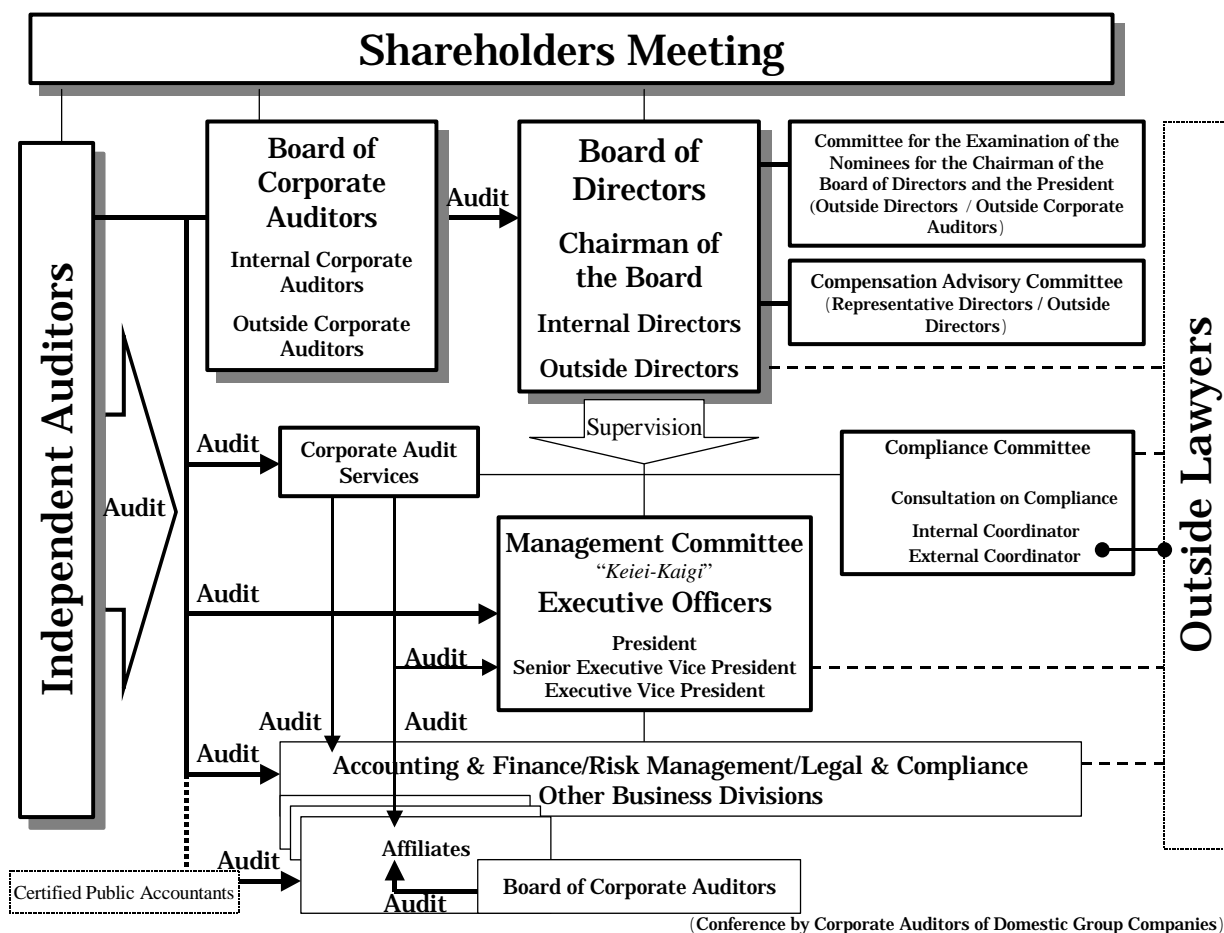 Shareholders Meeting
Independent Auditors
Audit
Board of
Corporate
Auditors
Internal Corporate
Auditors
Outside Corporate
Auditors
Audit
Board of
Directors
Chairman of
the Board
Internal Directors
Outside Directors
Committee for the Examination of the
Nominees for the Chairman of the
Board of Directors and the President
(Outside Directors / Outside Corporate
Auditors)
Compensation Advisory Committee
(Representative Directors / Outside
Directors)
Outside Lawyers
Supervision
Audit
Corporate Audit
Services
Compliance Committee
Consultation on Compliance
Internal Coordinator
External Coordinator
Audit
Management Committee
“Keiei-Kaigi”
Executive Officers
President
Senior Executive Vice President
Executive Vice President
Audit
Audit
Audit
Audit
Accounting & Finance/Risk Management/Legal & Compliance
Other Business Divisions
Affiliates
Audit
Certified Public Accountants
Board of Corporate Auditors
Audit
(Conference by Corporate Auditors of Domestic Group Companies)